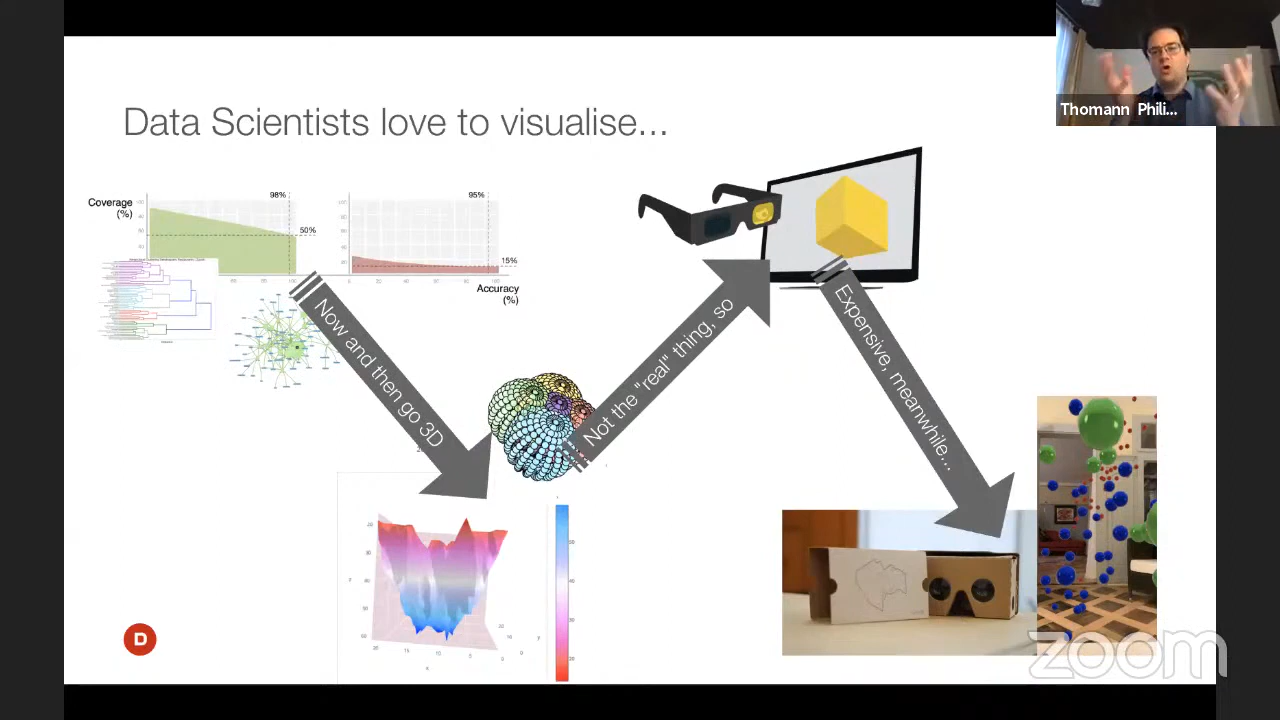 Thomann Phili...
Data Scientists love to visualise...
Coverage
(%)
98%
50%
95%
15%
Accuracy
(%)
Now and then go 3D
Not the "real" thing, so
Expensive, meanwhile...
D
zoom